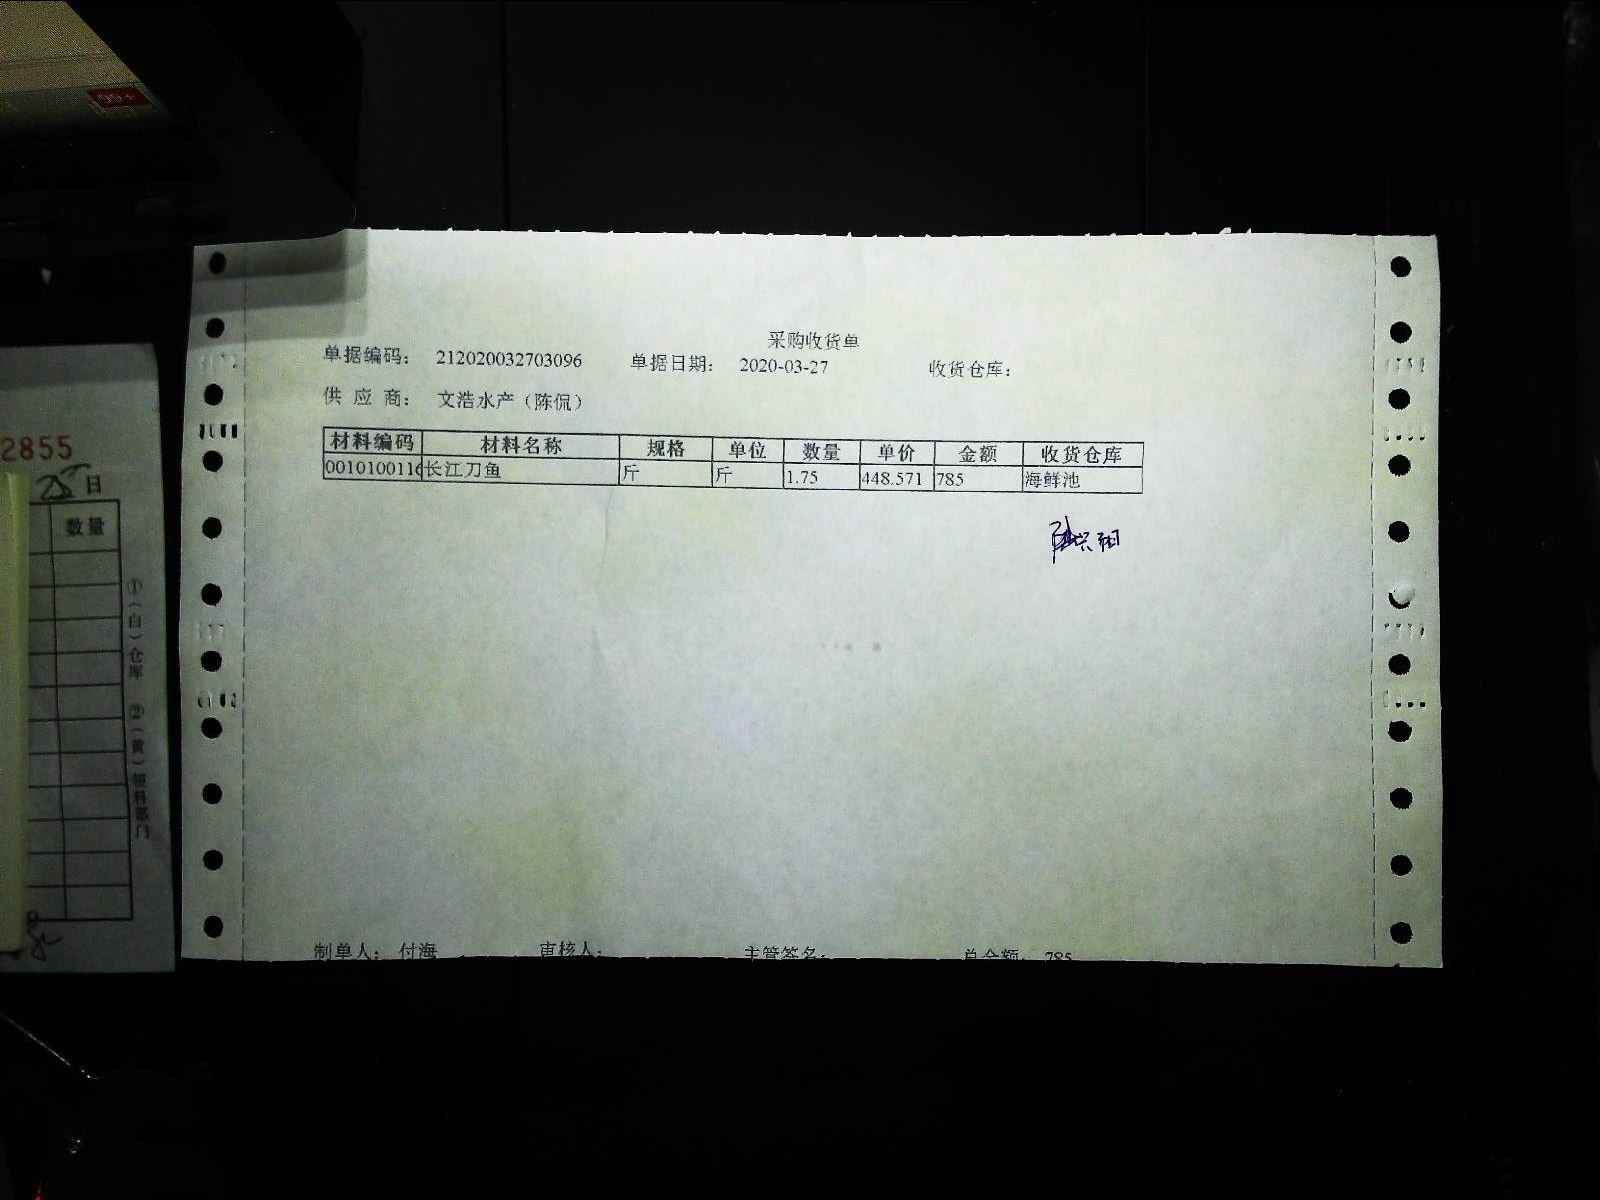 采购收货单
单据编码： 212020032703096 单据日期： 2020-03-27 收货仓库：
供 应 商： 文浩水产（陈侃）
材料编码 材料名称 规格 单位 数量 单价 金额 收货仓库
0010100116 长江刀鱼 斤 斤 1.75 448.571 785 海鲜池
制单人： 付海 审核人： 主管签名： 总金额 785
2855
25 日
数量
①（白）仓库 ②（黄）领料部门